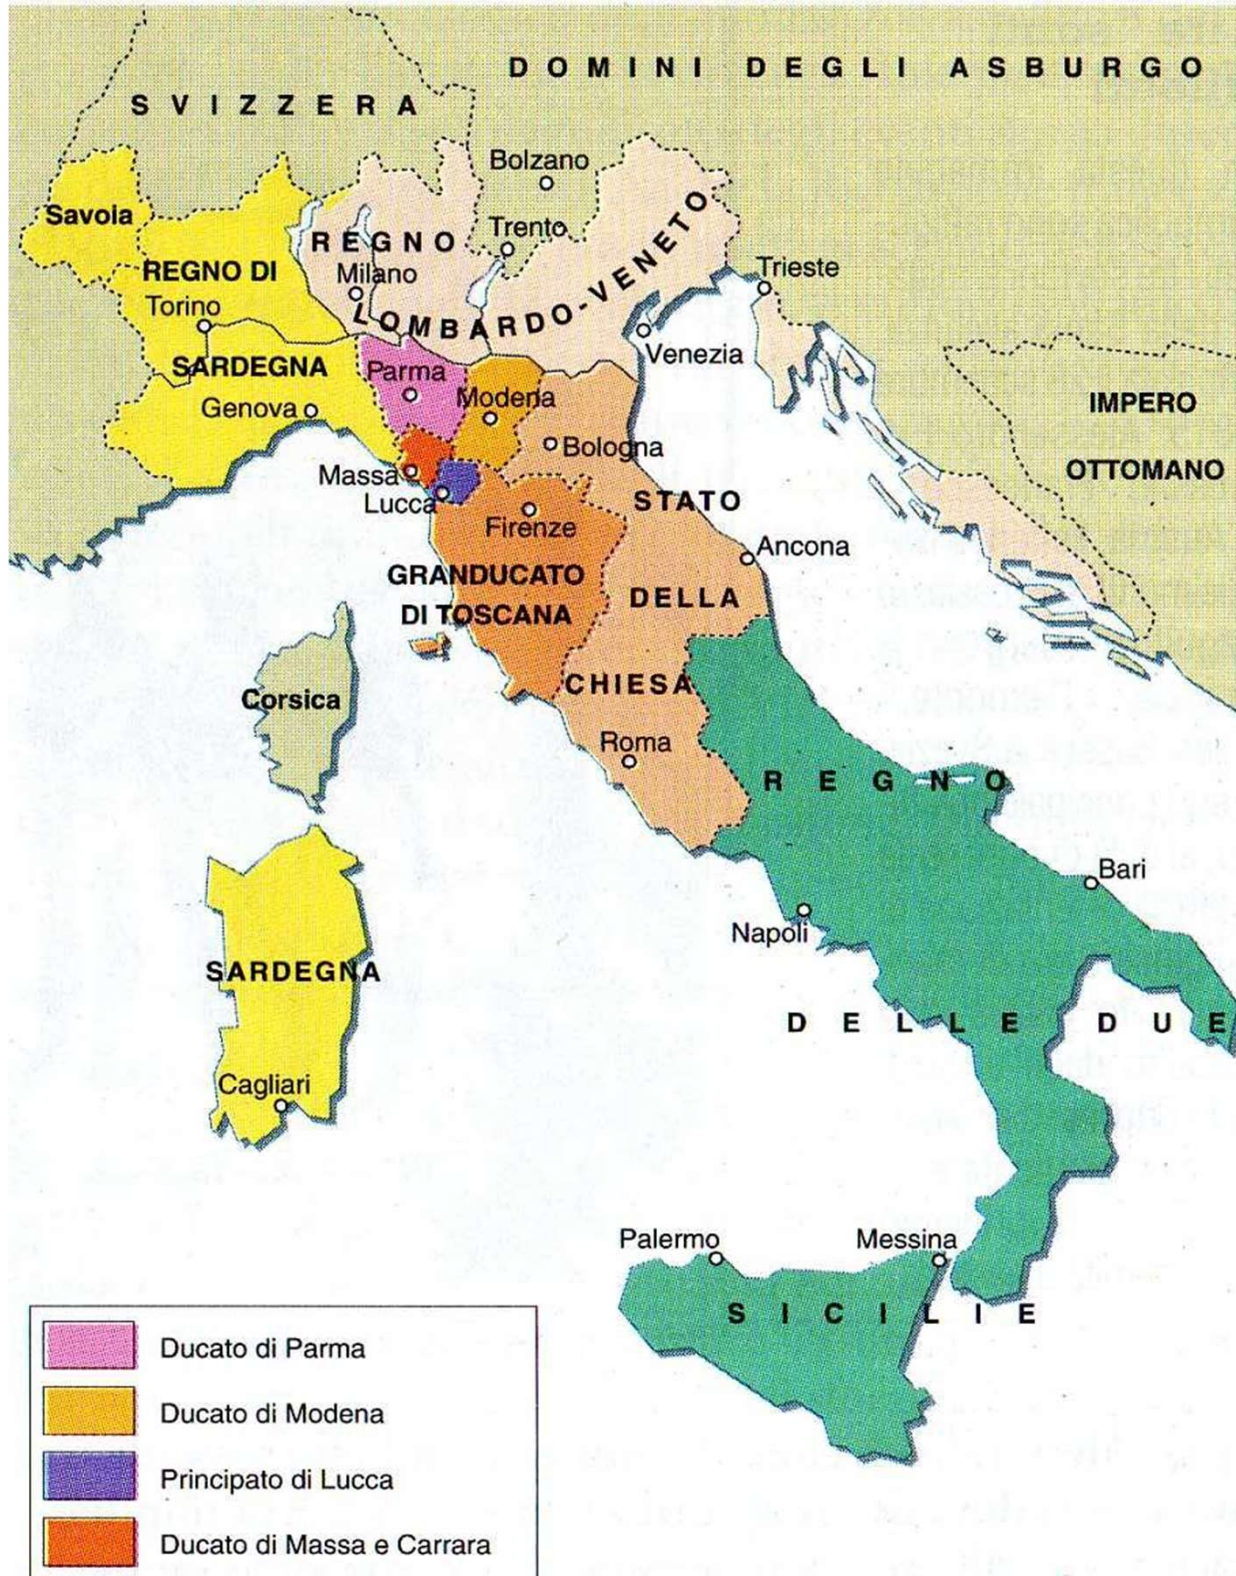 DOMINI DEGLI ASBURGO
SVIZZERA
Bolzano
Savoia
Trento
REGNO
LOMBARDO-VENETO
Milano
REGNO DI
SARDEGNA
Torino
Trieste
Venezia
Parma
Modena
Genova
IMPERO
OTTOMANO
Bologna
Massa
Lucca
STATO
DELLA
CHIESA
Firenze
Ancona
GRANDUCATO
DI TOSCANA
Corsica
Roma
REGNO
DELLE DUE
SICILIE
Bari
Napoli
SARDEGNA
Cagliari
Palermo
Messina
Ducato di Parma
Ducato di Modena
Principato di Lucca
Ducato di Massa e Carrara